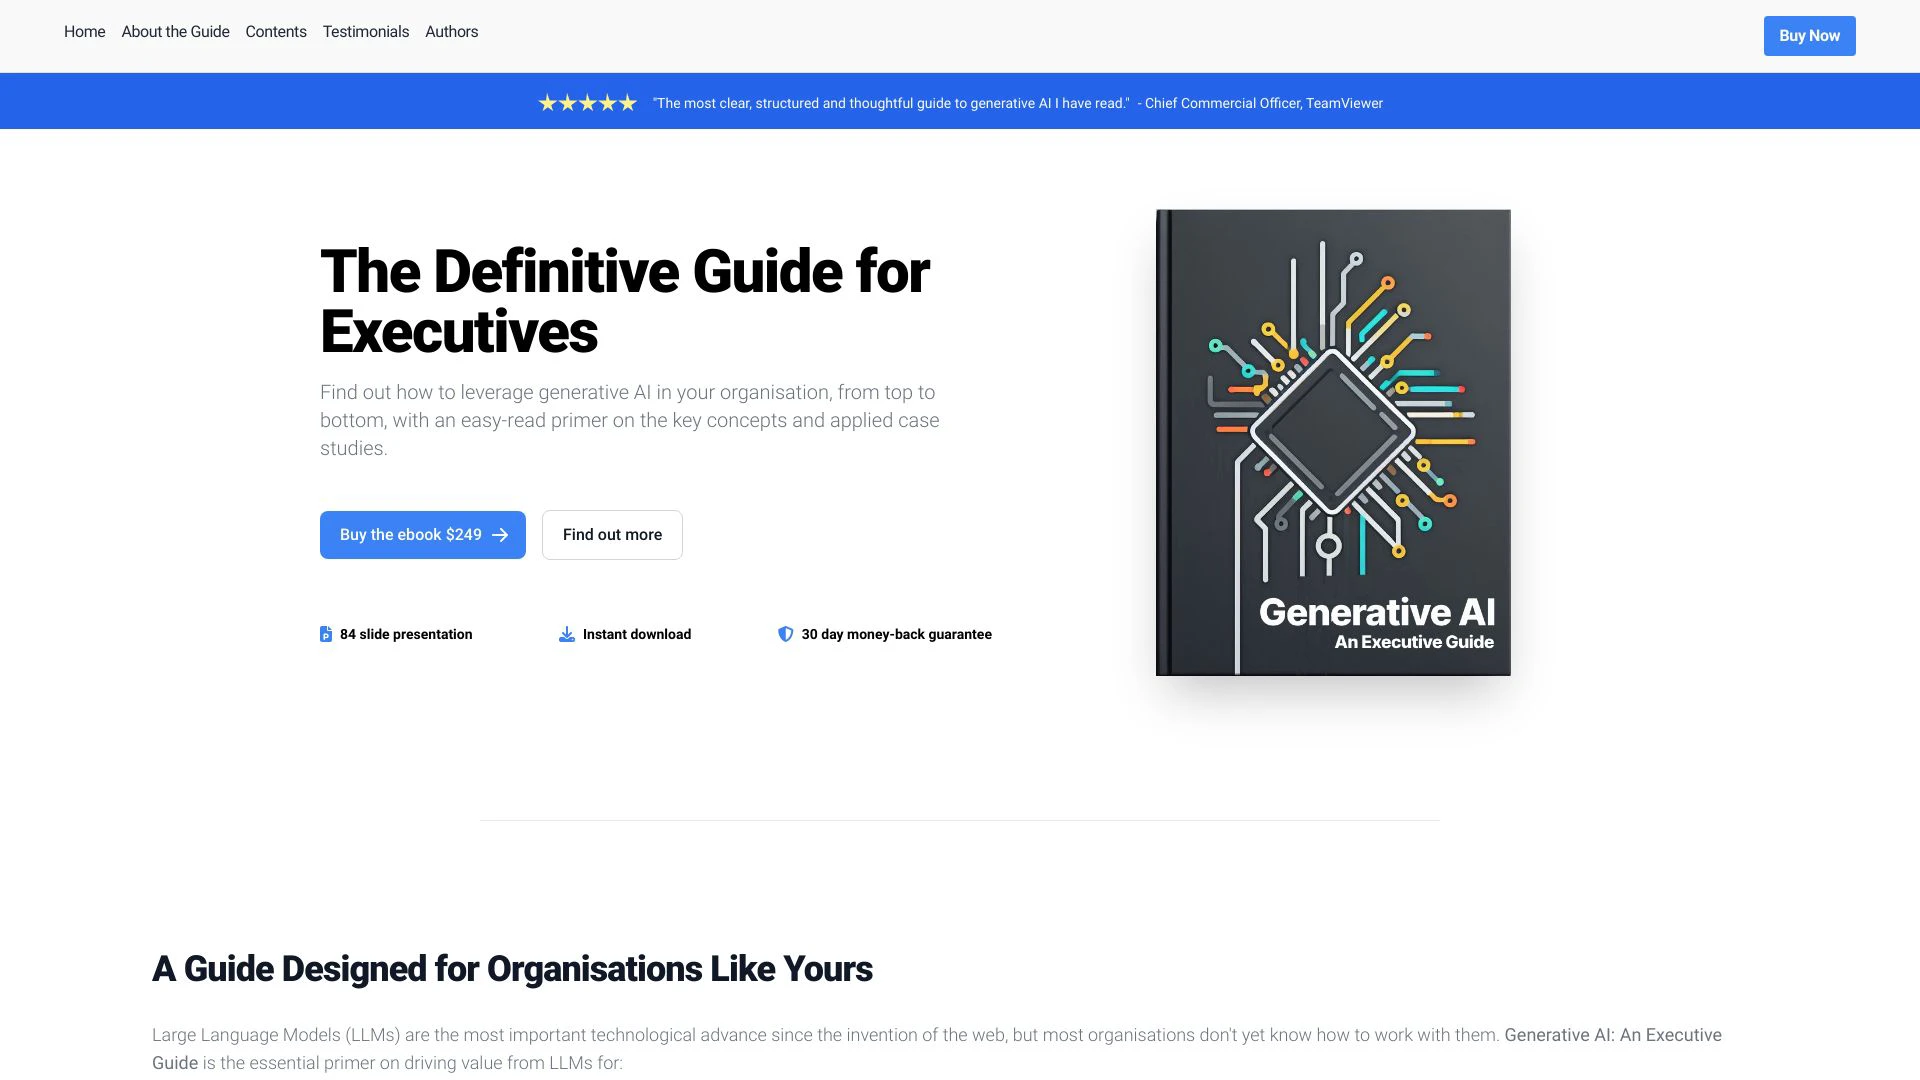 Home About the Guide Contents Testimonials Authors
Buy Now
"The most clear, structured and thoughtful guide to generative AI I have read." - Chief Commercial Officer, TeamViewer
The Definitive Guide for
Executives
Find out how to leverage generative AI in your organisation, from top to
bottom, with an easy-read primer on the key concepts and applied case
studies.
Buy the ebook $249
Find out more
84 slide presentation
Instant download
30 day money-back guarantee
Generative AI
An Executive Guide
A Guide Designed for Organisations Like Yours
Large Language Models (LLMs) are the most important technological advance since the invention of the web, but most organisations don't yet know how to work with them. Generative AI: An Executive
Guide is the essential primer on driving value from LLMs for: